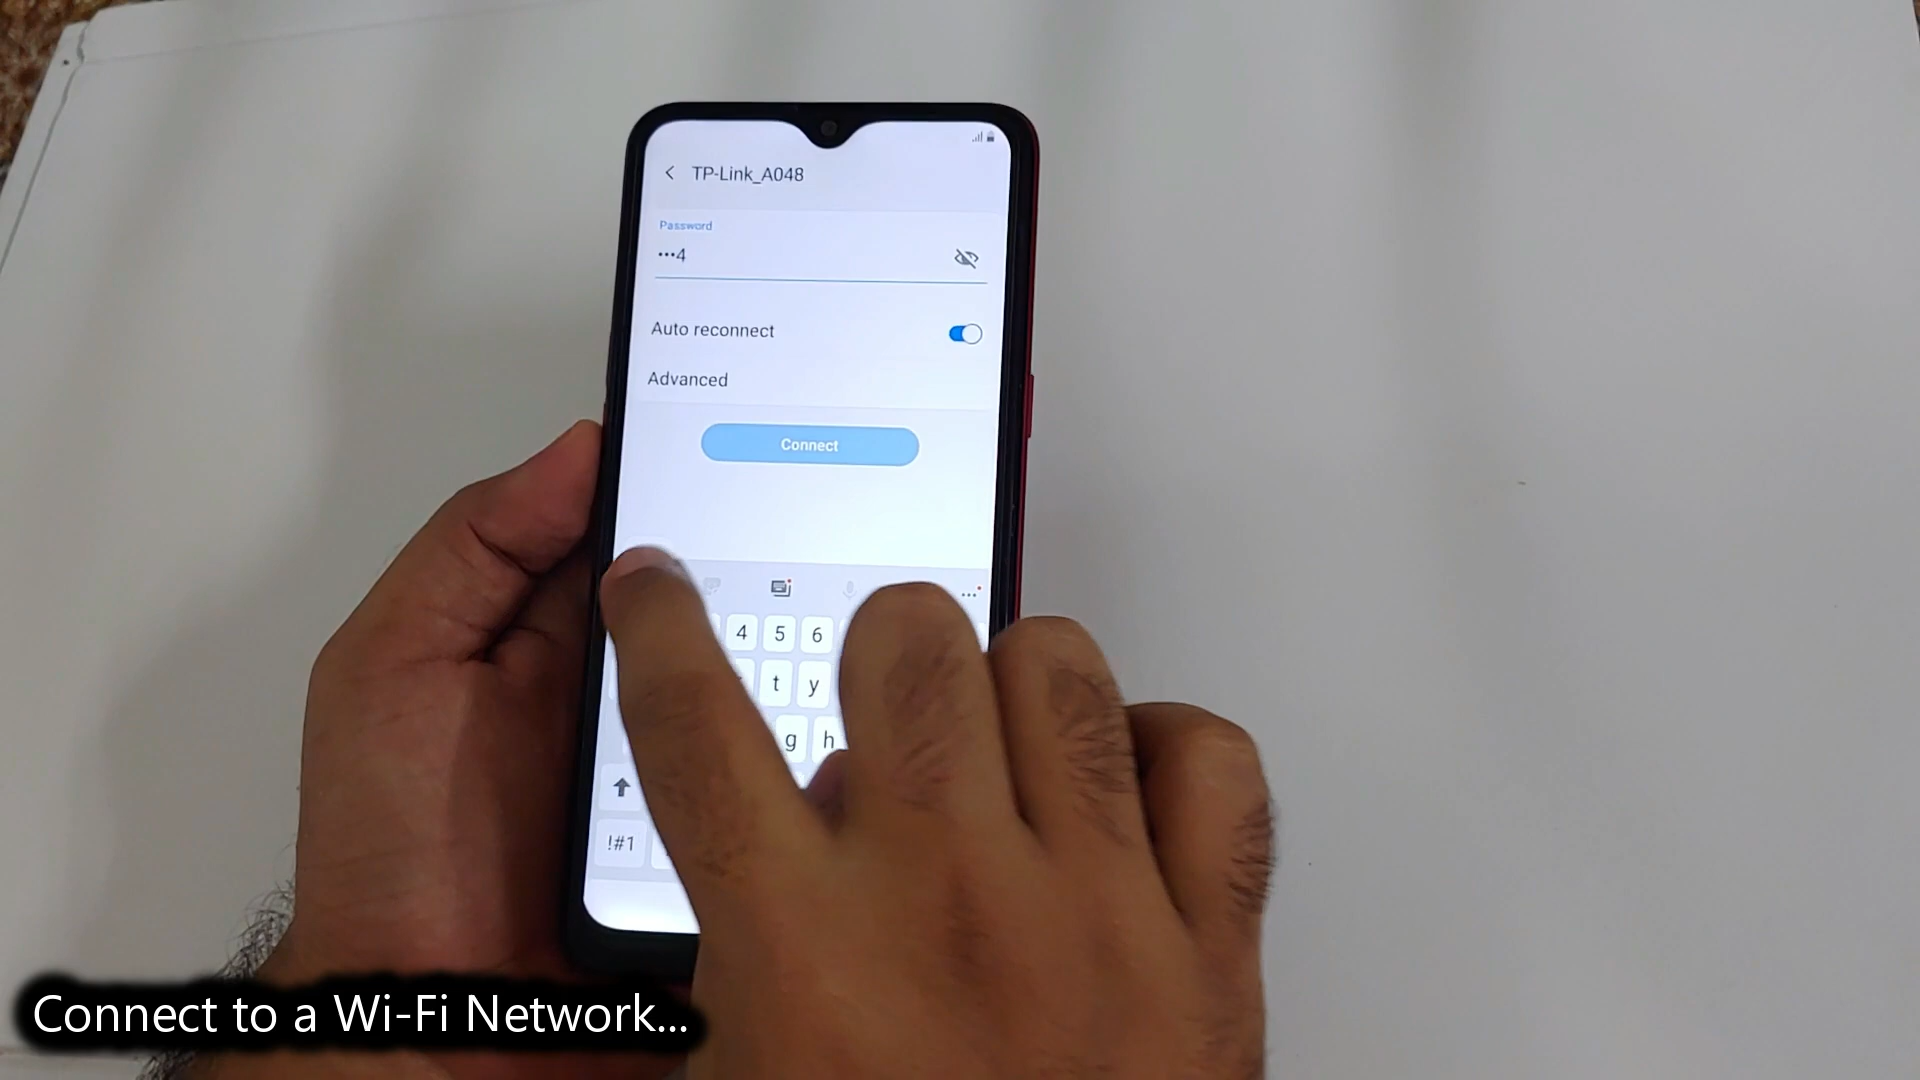 TP-Link_A048
Password
•••4
Auto reconnect
Advanced
Connect
4 5 6
t y
g h
!#1
Connect to a Wi-Fi Network...